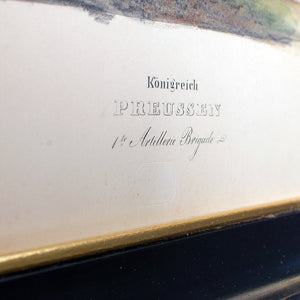 Königreich
PREUSSEN
1te Artillerie Brigade